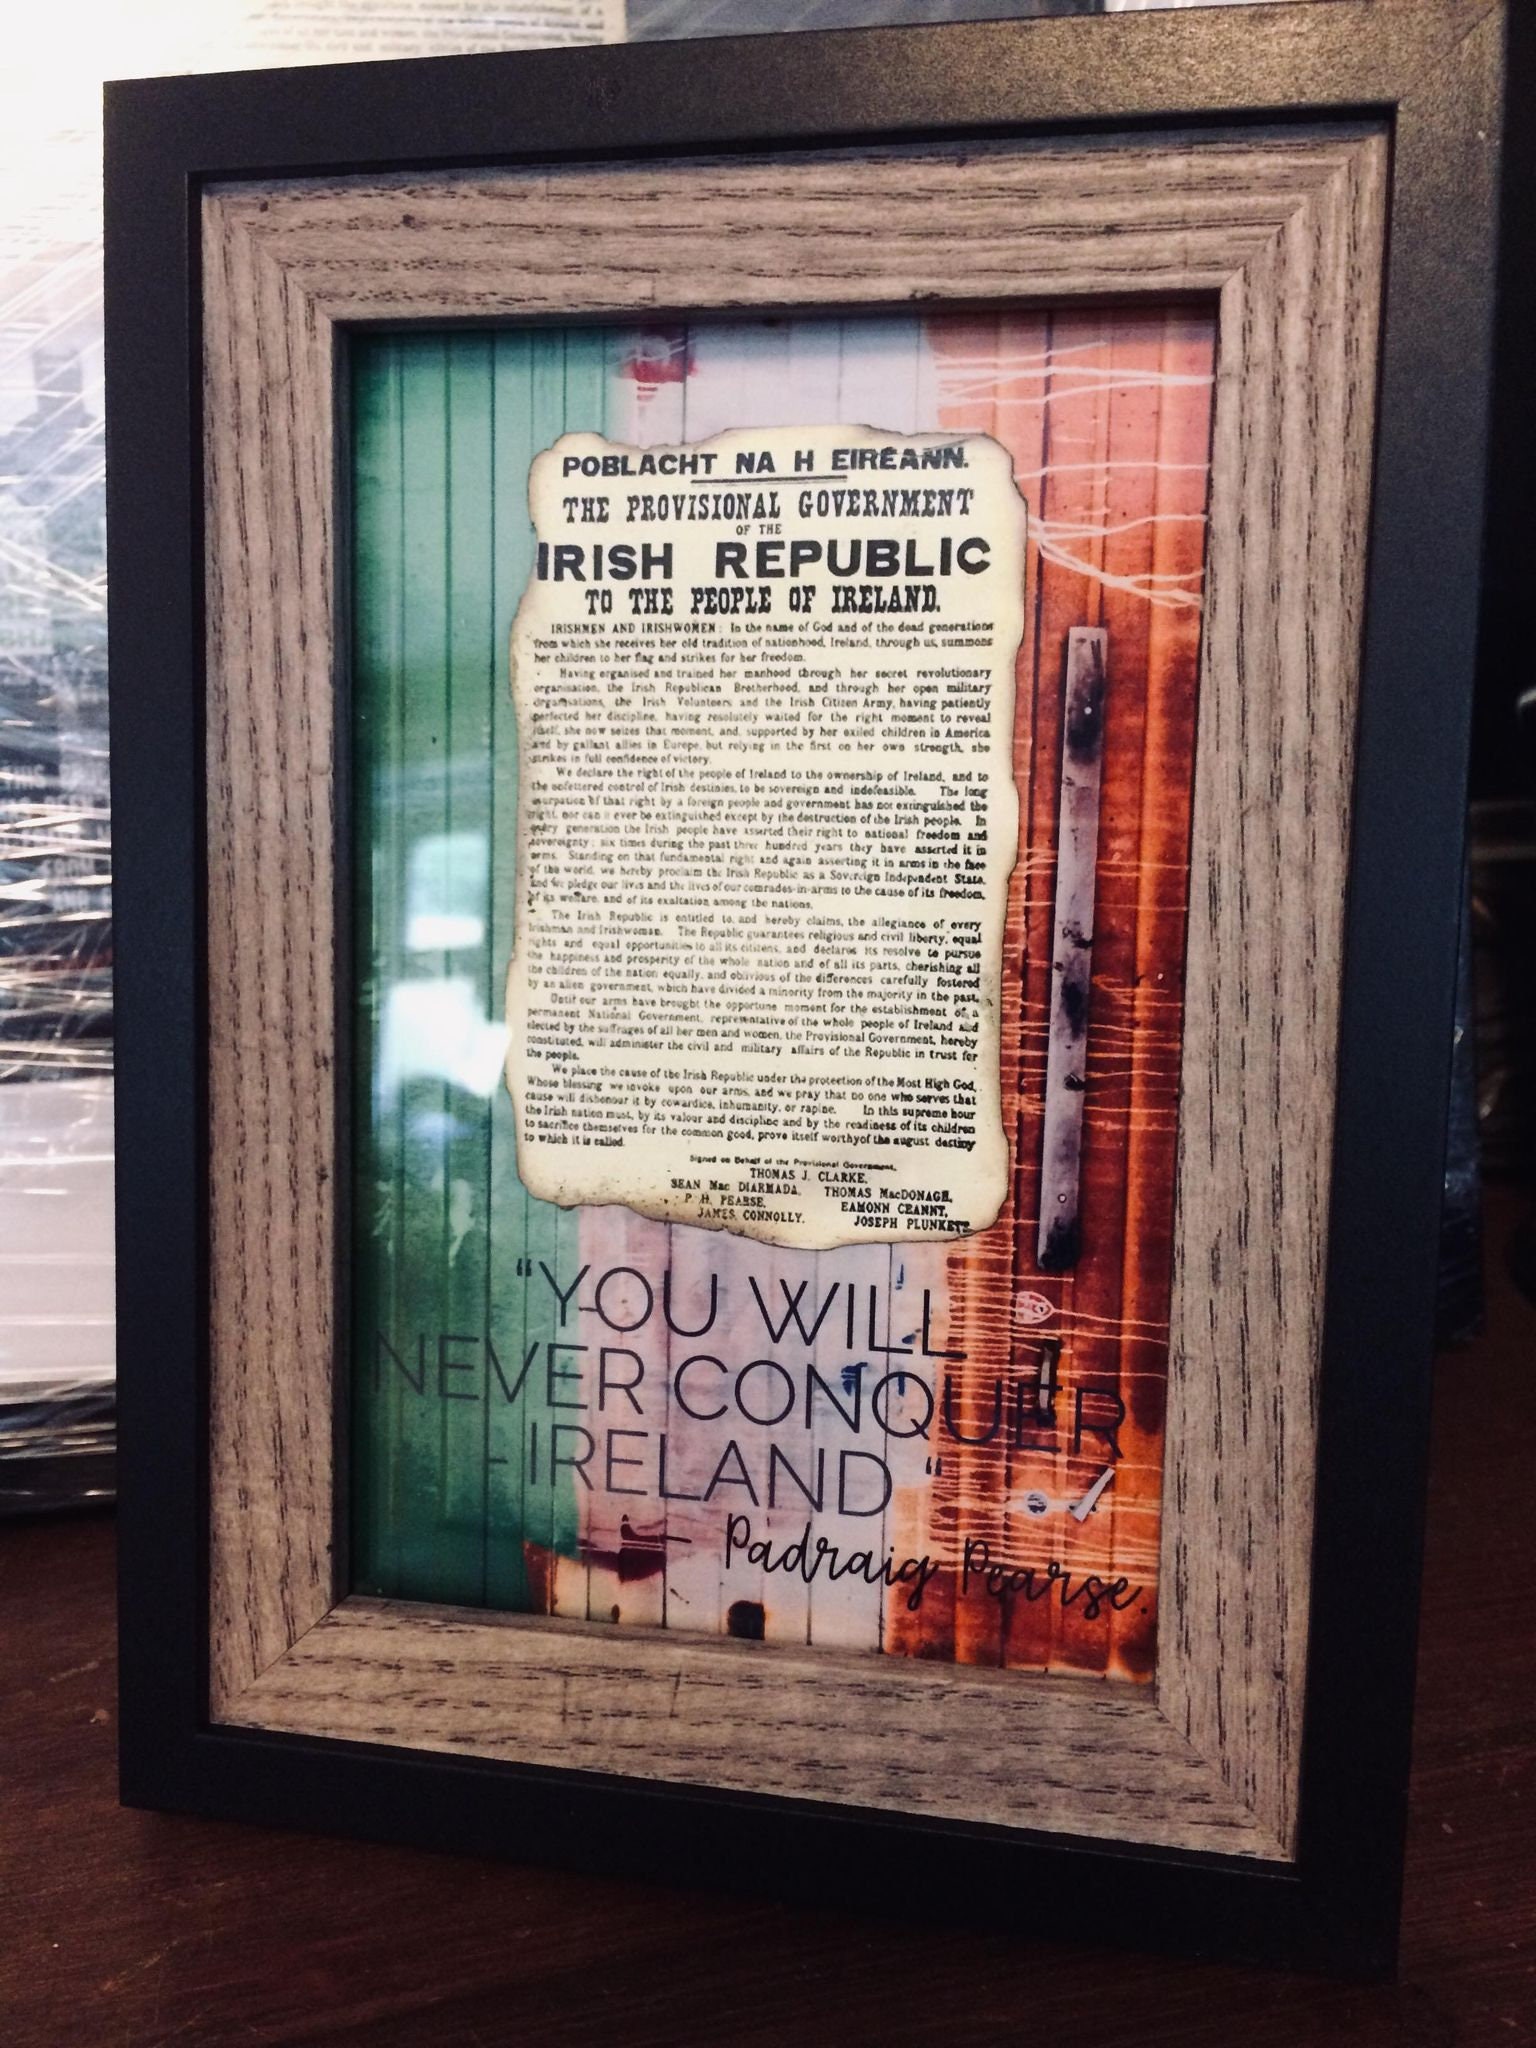 POBLACHT NA H EIREANN.
THE PROVISIONAL GOVERNMENT
OF THE
IRISH REPUBLIC
TO THE PEOPLE OF IRELAND.
IRISHMEN AND IRISHWOMEN: In the name of God and of the dead generations
from which she receives her old tradition of nationhood, Ireland, through us, summons
her children to her flag and strikes for her freedom.
Having organised and trained her manhood through her secret revolutionary
organisation, the Irish Republican Brotherhood, and through her open military
organisations, the Irish Volunteers and the Irish Citizen Army, having patiently
perfected her discipline, having resolutely waited for the right moment to reveal
itself, she now seizes that moment, and, supported by her exiled children in America
and by gallant allies in Europe, but relying in the first on her own strength, she
strikes in full confidence of victory.
We declare the right of the people of Ireland to the ownership of Ireland, and to
the unfettered control of Irish destinies, to be sovereign and indefeasible. The long
usurpation of that right by a foreign people and government has not extinguished the
right, nor can it ever be extinguished except by the destruction of the Irish people. In
every generation the Irish people have asserted their right to national freedom and
sovereignty; six times during the past three hundred years they have asserted it in
arms. Standing on that fundamental right and again asserting it in arms in the face
of the world, we hereby proclaim the Irish Republic as a Sovereign Independent State,
and we pledge our lives and the lives of our comrades-in-arms to the cause of its freedom,
of its welfare, and of its exaltation among the nations.
The Irish Republic is entitled to, and hereby claims, the allegiance of every
Irishman and Irishwoman. The Republic guarantees religious and civil liberty, equal
rights and equal opportunities to all its citizens, and declares its resolve to pursue
the happiness and prosperity of the whole nation and of all its parts, cherishing all
the children of the nation equally, and oblivious of the differences carefully fostered
by an alien government, which have divided a minority from the majority in the past.
Until our arms have brought the opportune moment for the establishment of a
permanent National Government, representative of the whole people of Ireland and
elected by the suffrages of all her men and women, the Provisional Government, hereby
constituted, will administer the civil and military affairs of the Republic in trust for
the people.
We place the cause of the Irish Republic under the protection of the Most High God,
Whose blessing we invoke upon our arms, and we pray that no one who serves that
cause will dishonour it by cowardice, inhumanity, or rapine. In this supreme hour
the Irish nation must, by its valour and discipline and by the readiness of its children
to sacrifice themselves for the common good, prove itself worthy of the august destiny
to which it is called.
Signed on Behalf of the Provisional Government,
THOMAS J. CLARKE,
SEAN Mac DIARMADA, THOMAS MacDONAGH,
P. H. PEARSE, EAMONN CEANNT,
JAMES CONNOLLY. JOSEPH PLUNKETT
"YOU WILL
NEVER CONQUER
IRELAND"
Padraig Pearse.